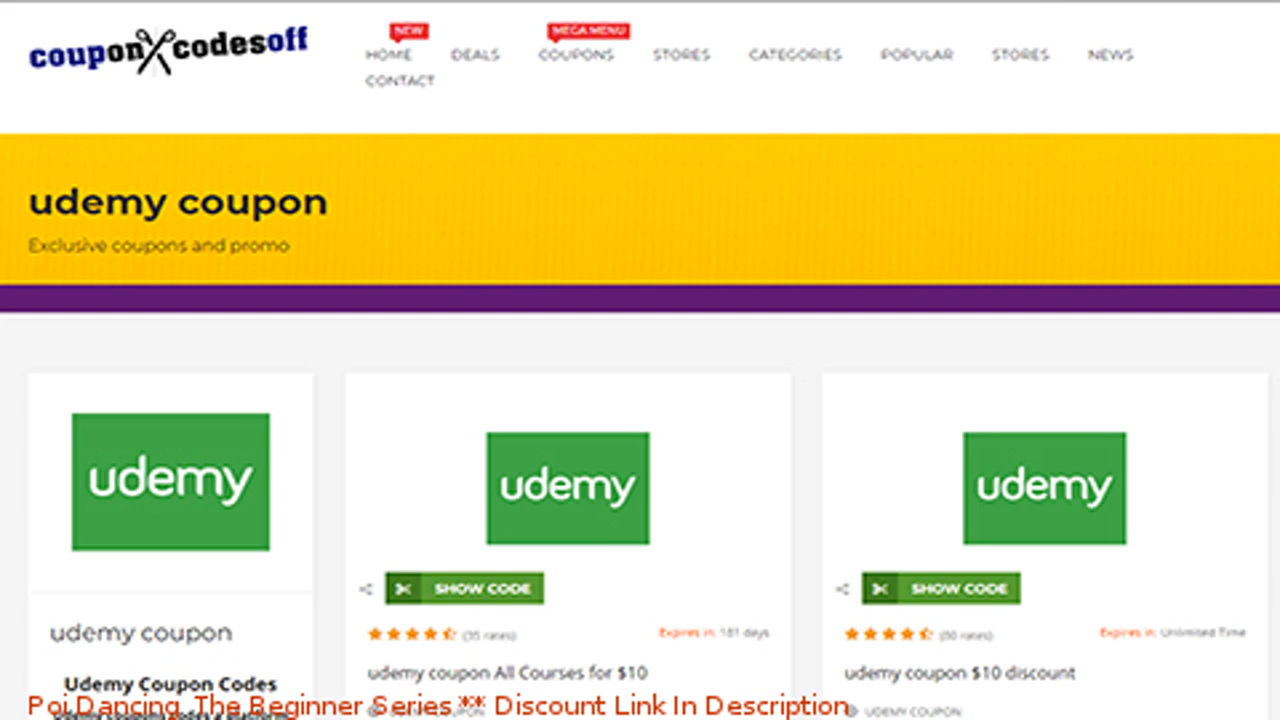 couponXcodesoff
NEW
MEGA MENU
HOME DEALS COUPONS STORES CATEGORIES POPULAR STORES NEWS
CONTACT
udemy coupon
Exclusive coupons and promo
udemy
udemy
udemy
SHOW CODE
SHOW CODE
(35 rates) Expires in: 181 days
(80 rates) Expires in: Unlimited Time
udemy coupon
udemy coupon All Courses for $10
udemy coupon $10 discount
Udemy Coupon Codes
Poi Dancing, The Beginner Series ** Discount Link In Description
UDEMY COUPON